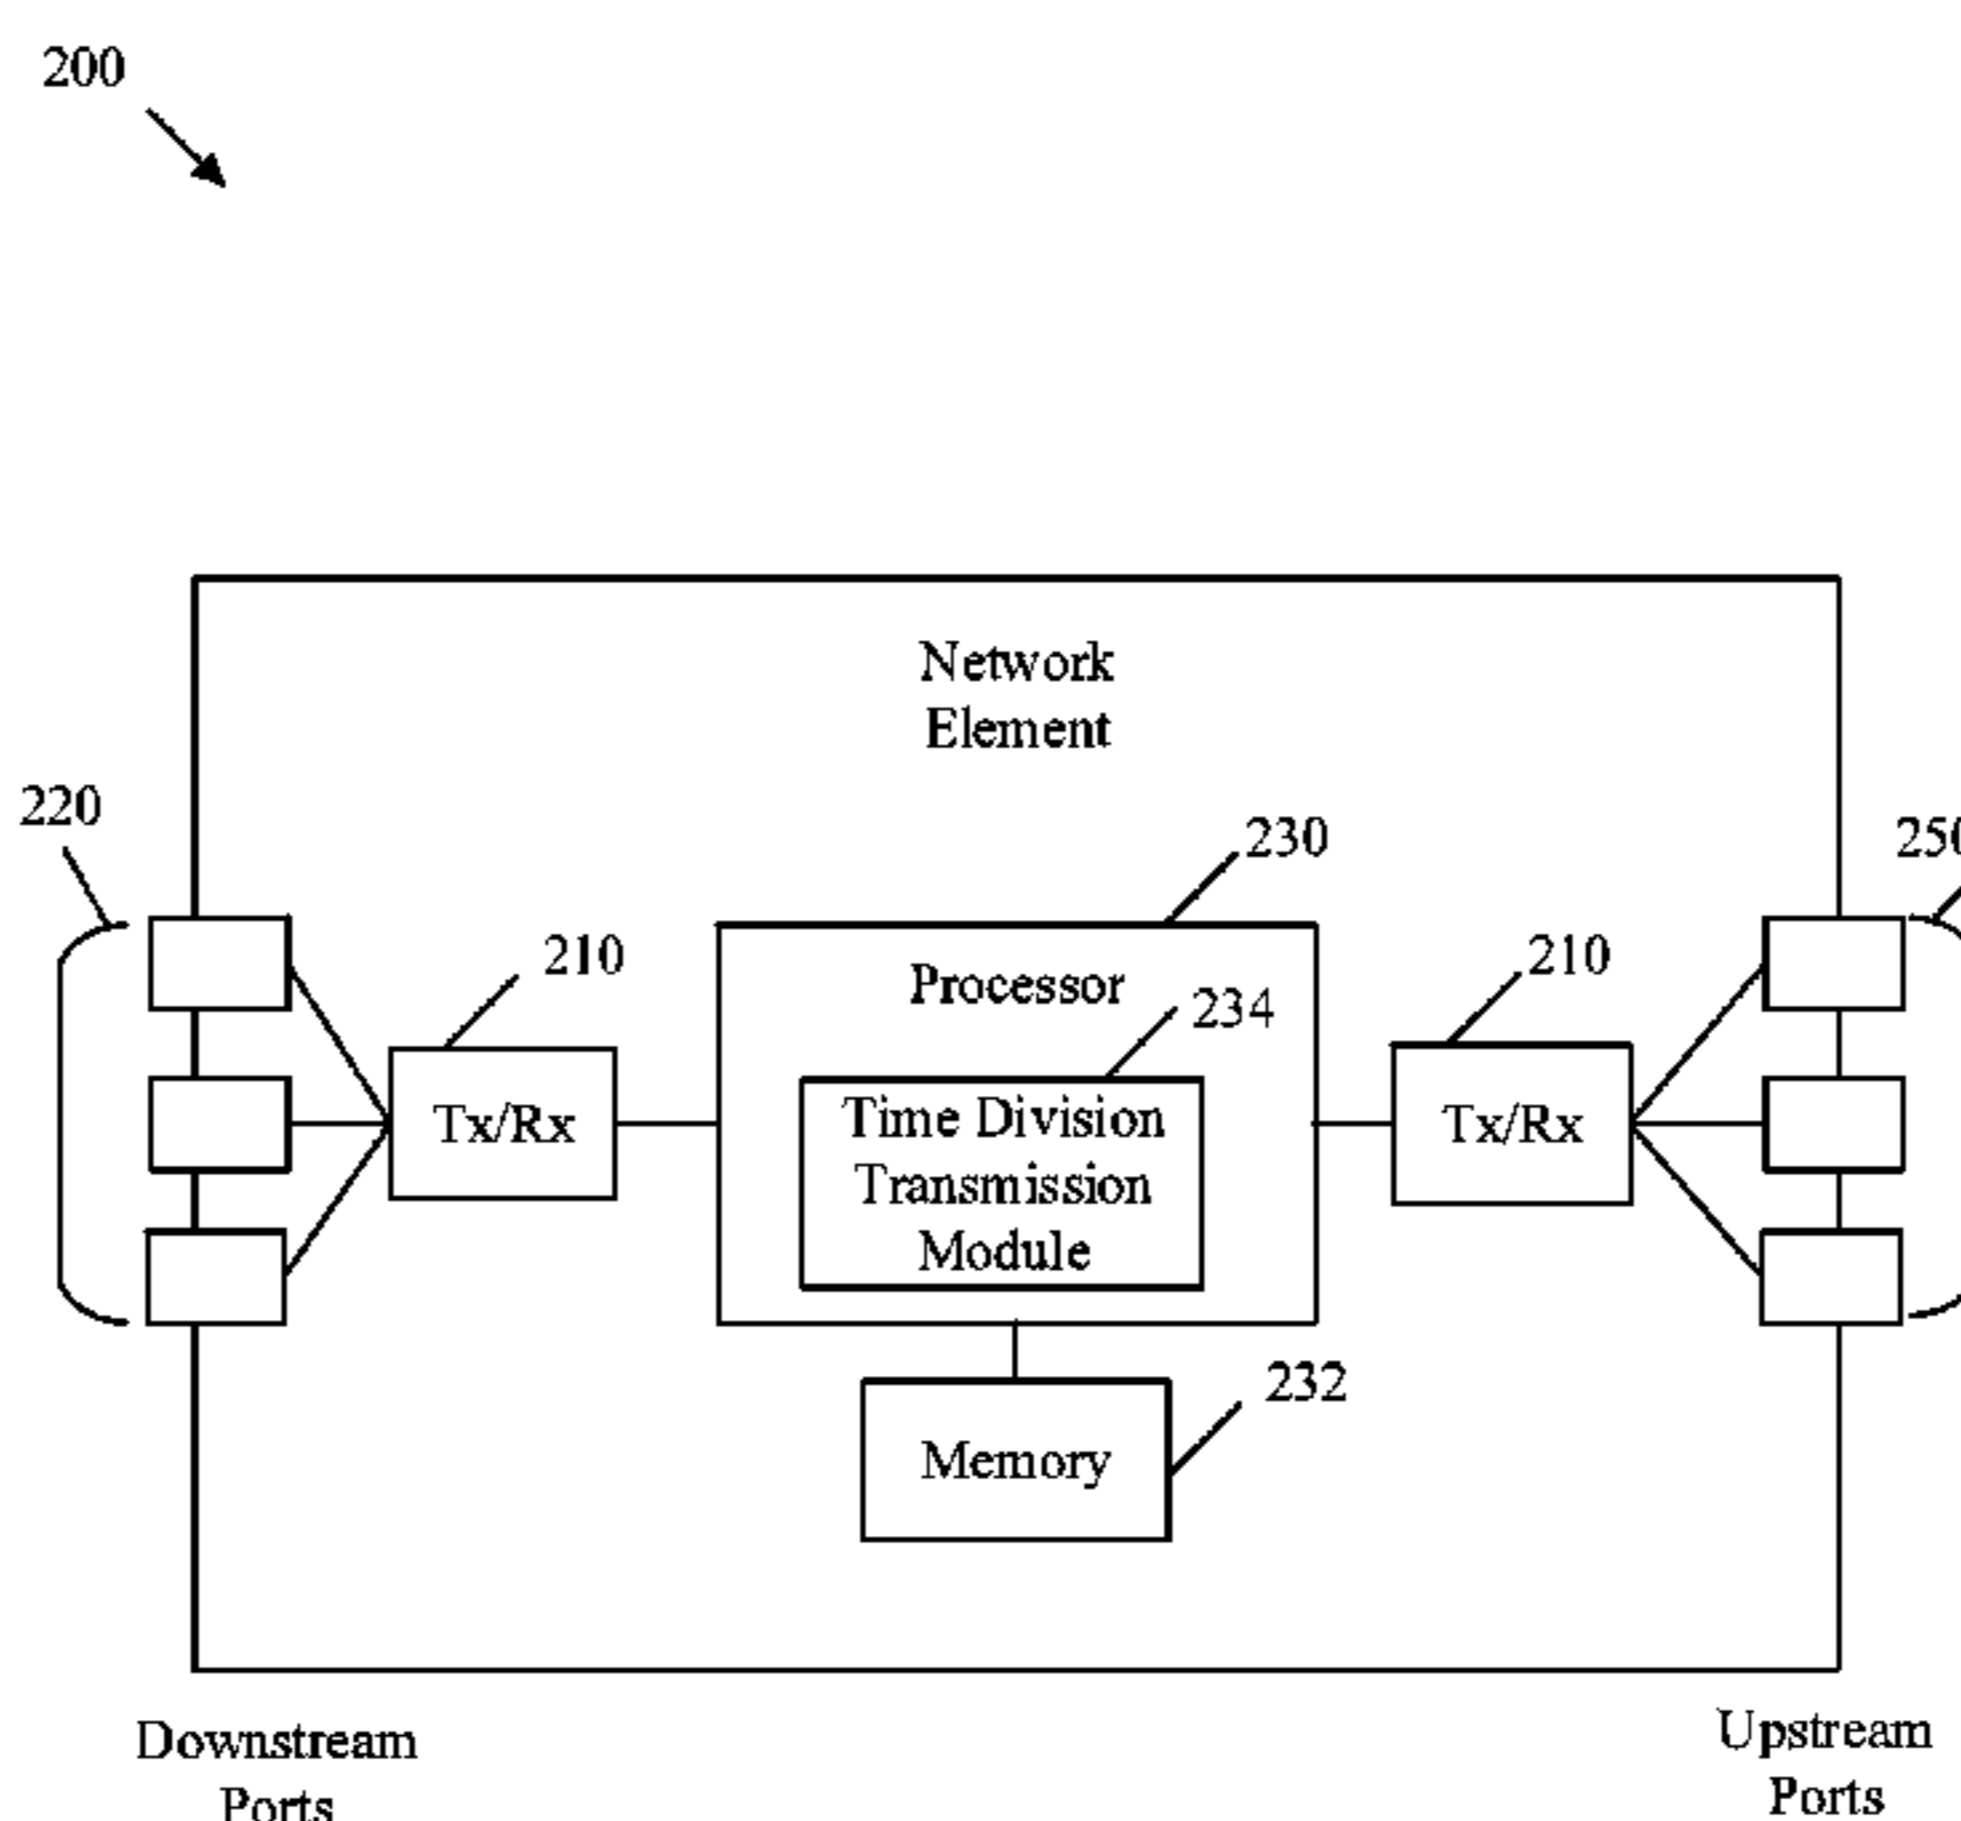 200
Network
Element
220
230
250
210
210
Processor
234
Tx/Rx
Time Division
Transmission
Module
Tx/Rx
232
Memory
Downstream
Ports
Upstream
Ports